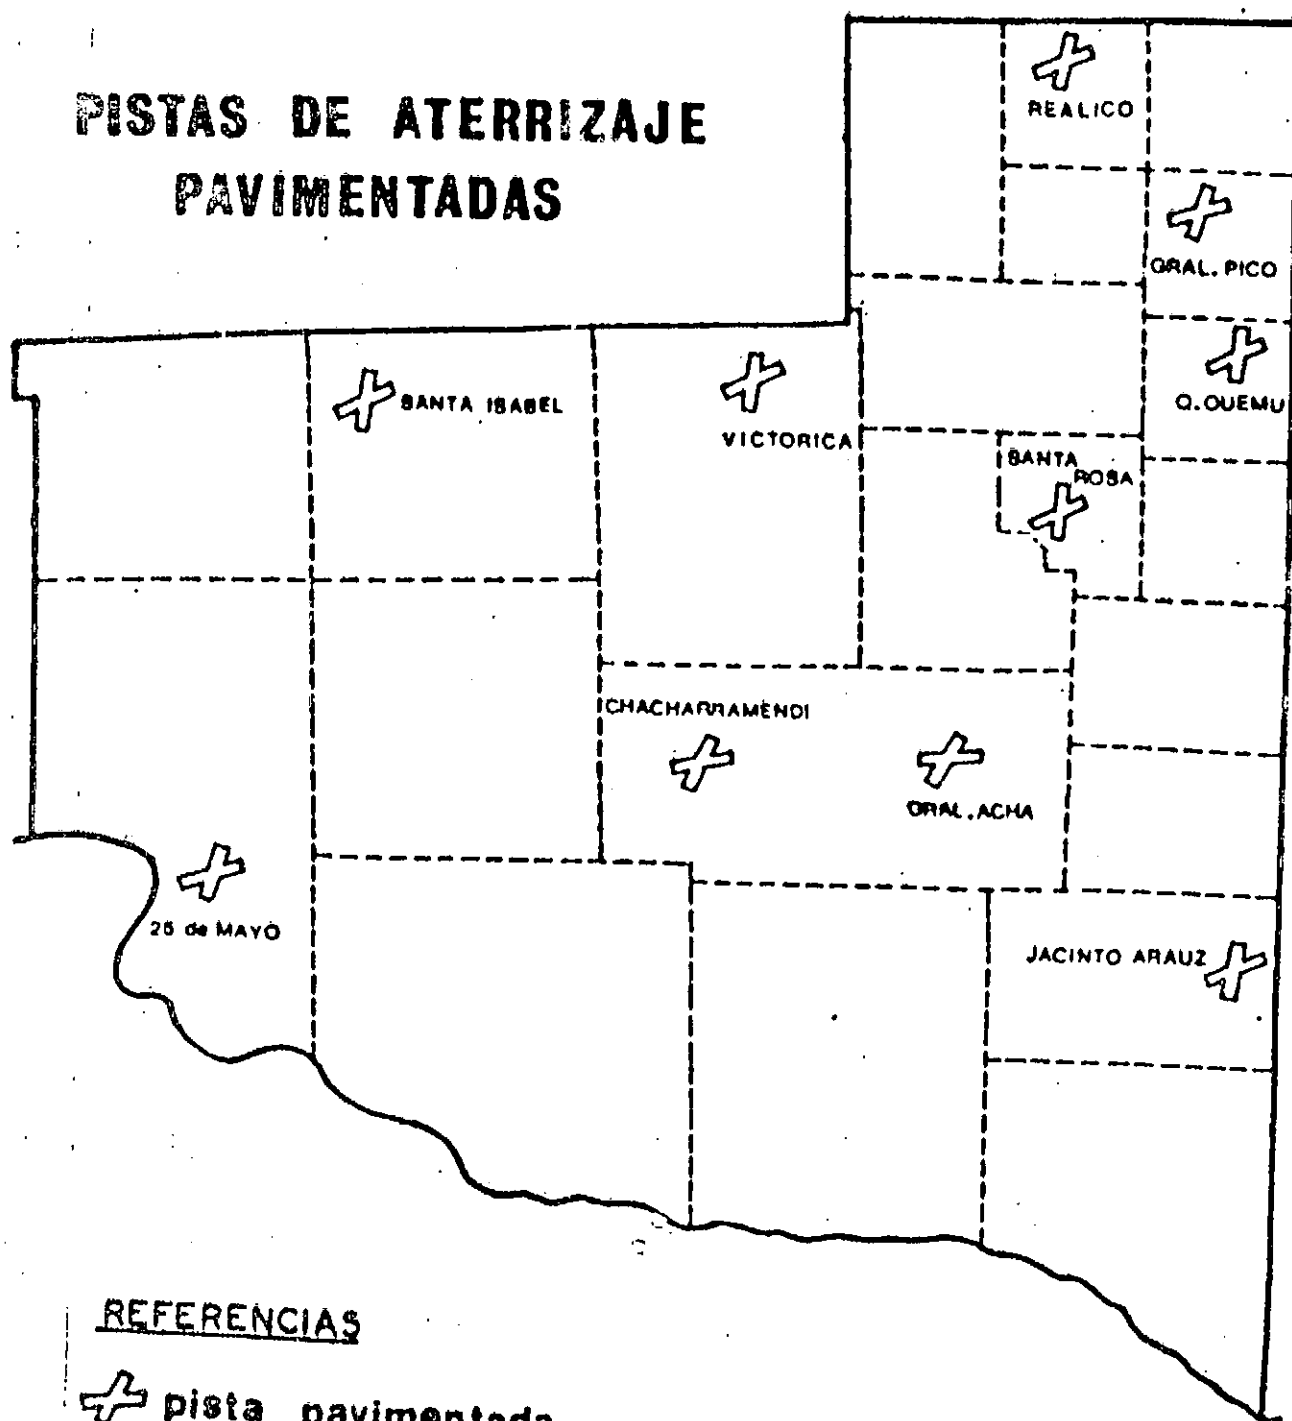 PISTAS DE ATERRIZAJE
PAVIMENTADAS
REALICO
GRAL. PICO
Q. QUEMU
SANTA ISABEL
VICTORICA
SANTA
ROSA
CHACHARRAMENDI
GRAL. ACHA
25 de MAYO
JACINTO ARAUZ
REFERENCIAS
pista pavimentada